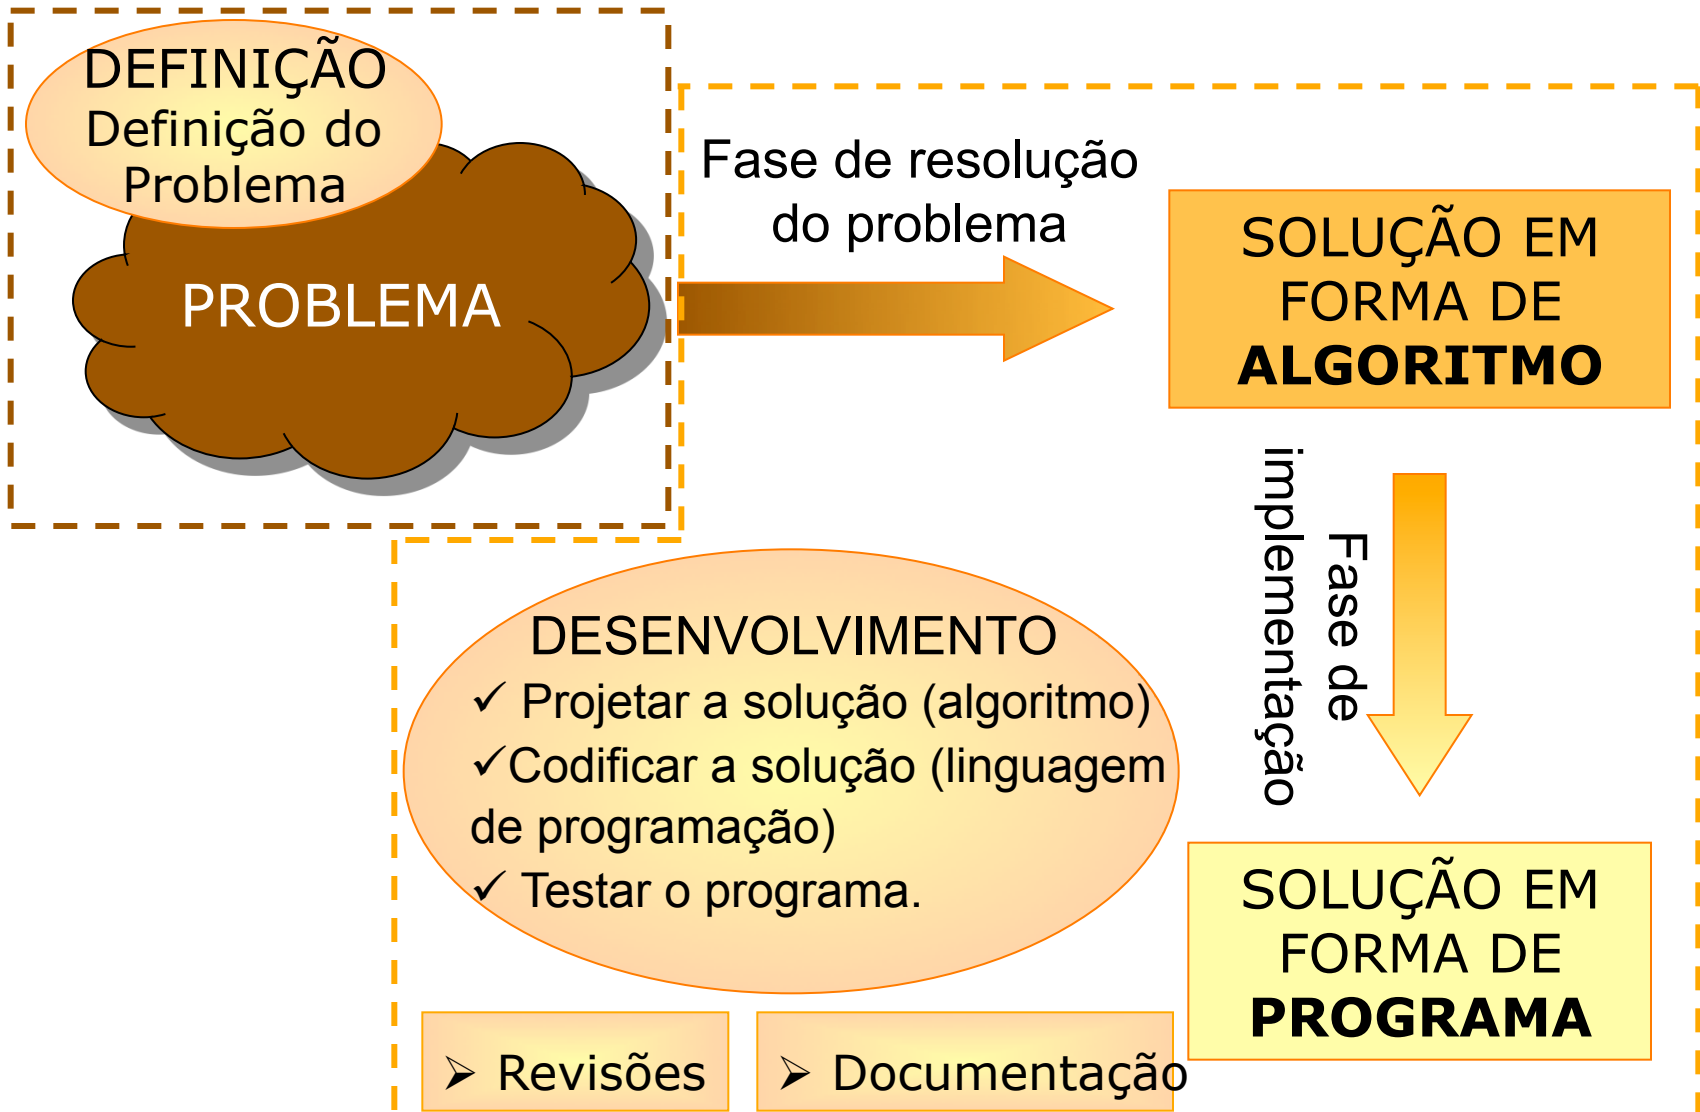 DEFINIÇÃO
Definição do
Problema
PROBLEMA
Fase de resolução
do problema
SOLUÇÃO EM
FORMA DE
ALGORITMO
Fase de
implementação
DESENVOLVIMENTO
✓ Projetar a solução (algoritmo)
✓Codificar a solução (linguagem
de programação)
✓ Testar o programa.
SOLUÇÃO EM
FORMA DE
PROGRAMA
➢ Revisões
➢ Documentação